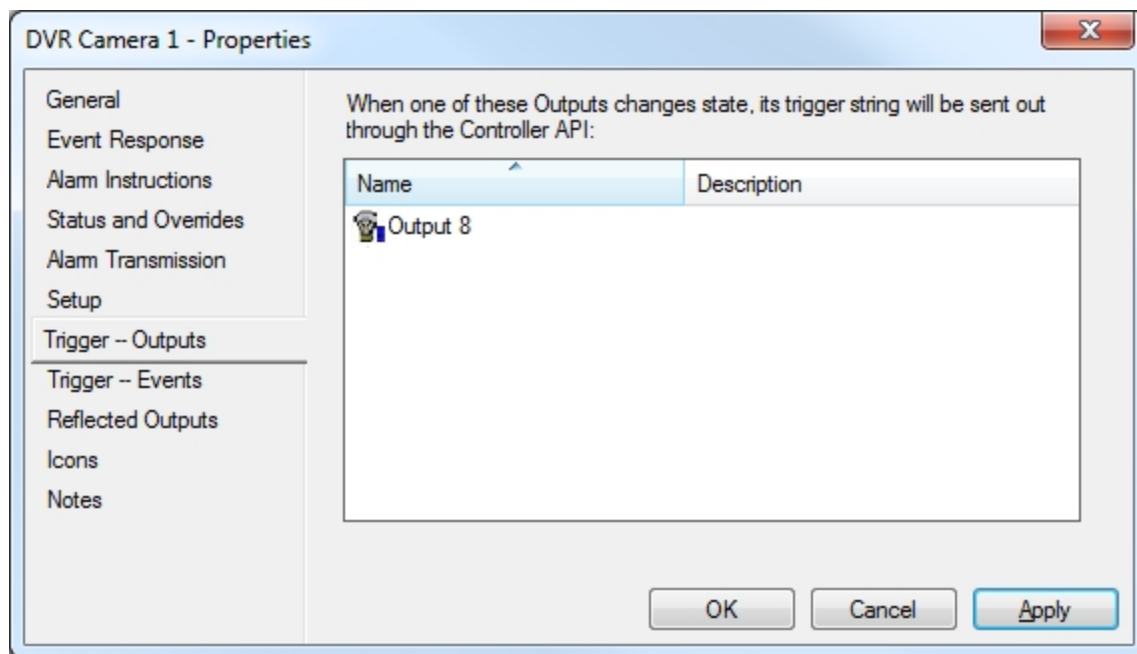 DVR Camera 1 - Properties
General
Event Response
Alarm Instructions
Status and Overrides
Alarm Transmission
Setup
Trigger -- Outputs
Trigger -- Events
Reflected Outputs
Icons
Notes
When one of these Outputs changes state, its trigger string will be sent out
through the Controller API:
Name Description
Output 8
OK Cancel Apply